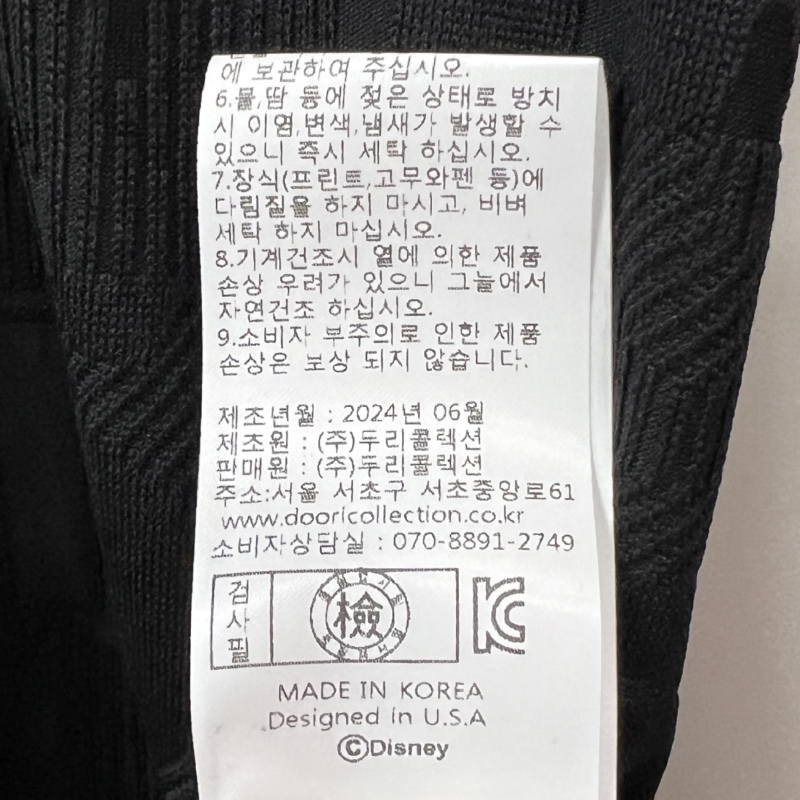 에 보관하여 주십시오.
6.물,땀 등에 젖은 상태로 방치
시 이염,변색,냄새가 발생할 수
있으니 즉시 세탁 하십시오.
7.장식(프린트,고무와펜 등)에
다림질을 하지 마시고, 비벼
세탁 하지 마십시오.
8.기계건조시 열에 의한 제품
손상 우려가 있으니 그늘에서
자연건조 하십시오.
9.소비자 부주의로 인한 제품
손상은 보상 되지 않습니다.
제조년월 : 2024년 06월
제조원 : (주)두리콜렉션
판매원 : (주)두리콜렉션
주소:서울 서초구 서초중앙로61
www.dooricollection.co.kr
소비자상담실 : 070-8891-2749
검사필
檢
KC
MADE IN KOREA
Designed in U.S.A
©Disney